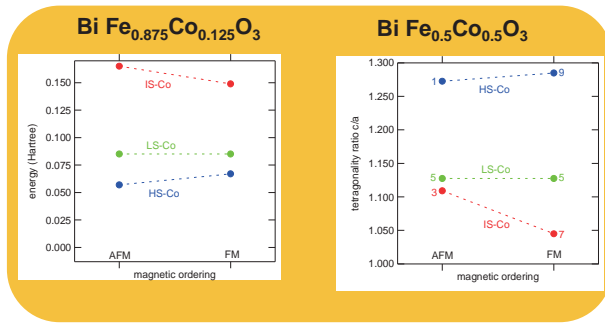 Bi Fe0.875Co0.125O3
Bi Fe0.5Co0.5O3
energy (Hartree)
0.150
0.125
0.100
0.075
0.050
0.025
0.000
IS-Co
LS-Co
HS-Co
AFM
FM
magnetic ordering
tetragonality ratio c/a
1.300
1.250
1.200
1.150
1.100
1.050
1.000
1
9
HS-Co
LS-Co
5
5
3
IS-Co
7
AFM
FM
magnetic ordering